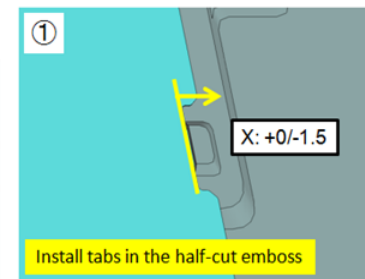 ①
X: +0/-1.5
Install tabs in the half-cut emboss